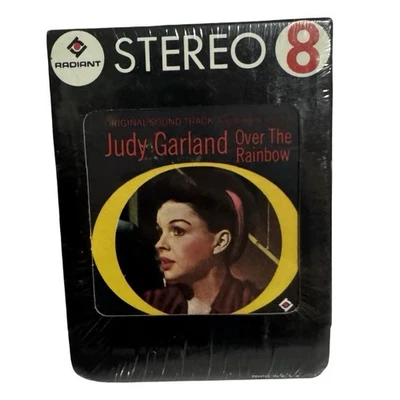 RADIANT
STEREO 8
ORIGINAL SOUND TRACK
Judy Garland Over The
Rainbow